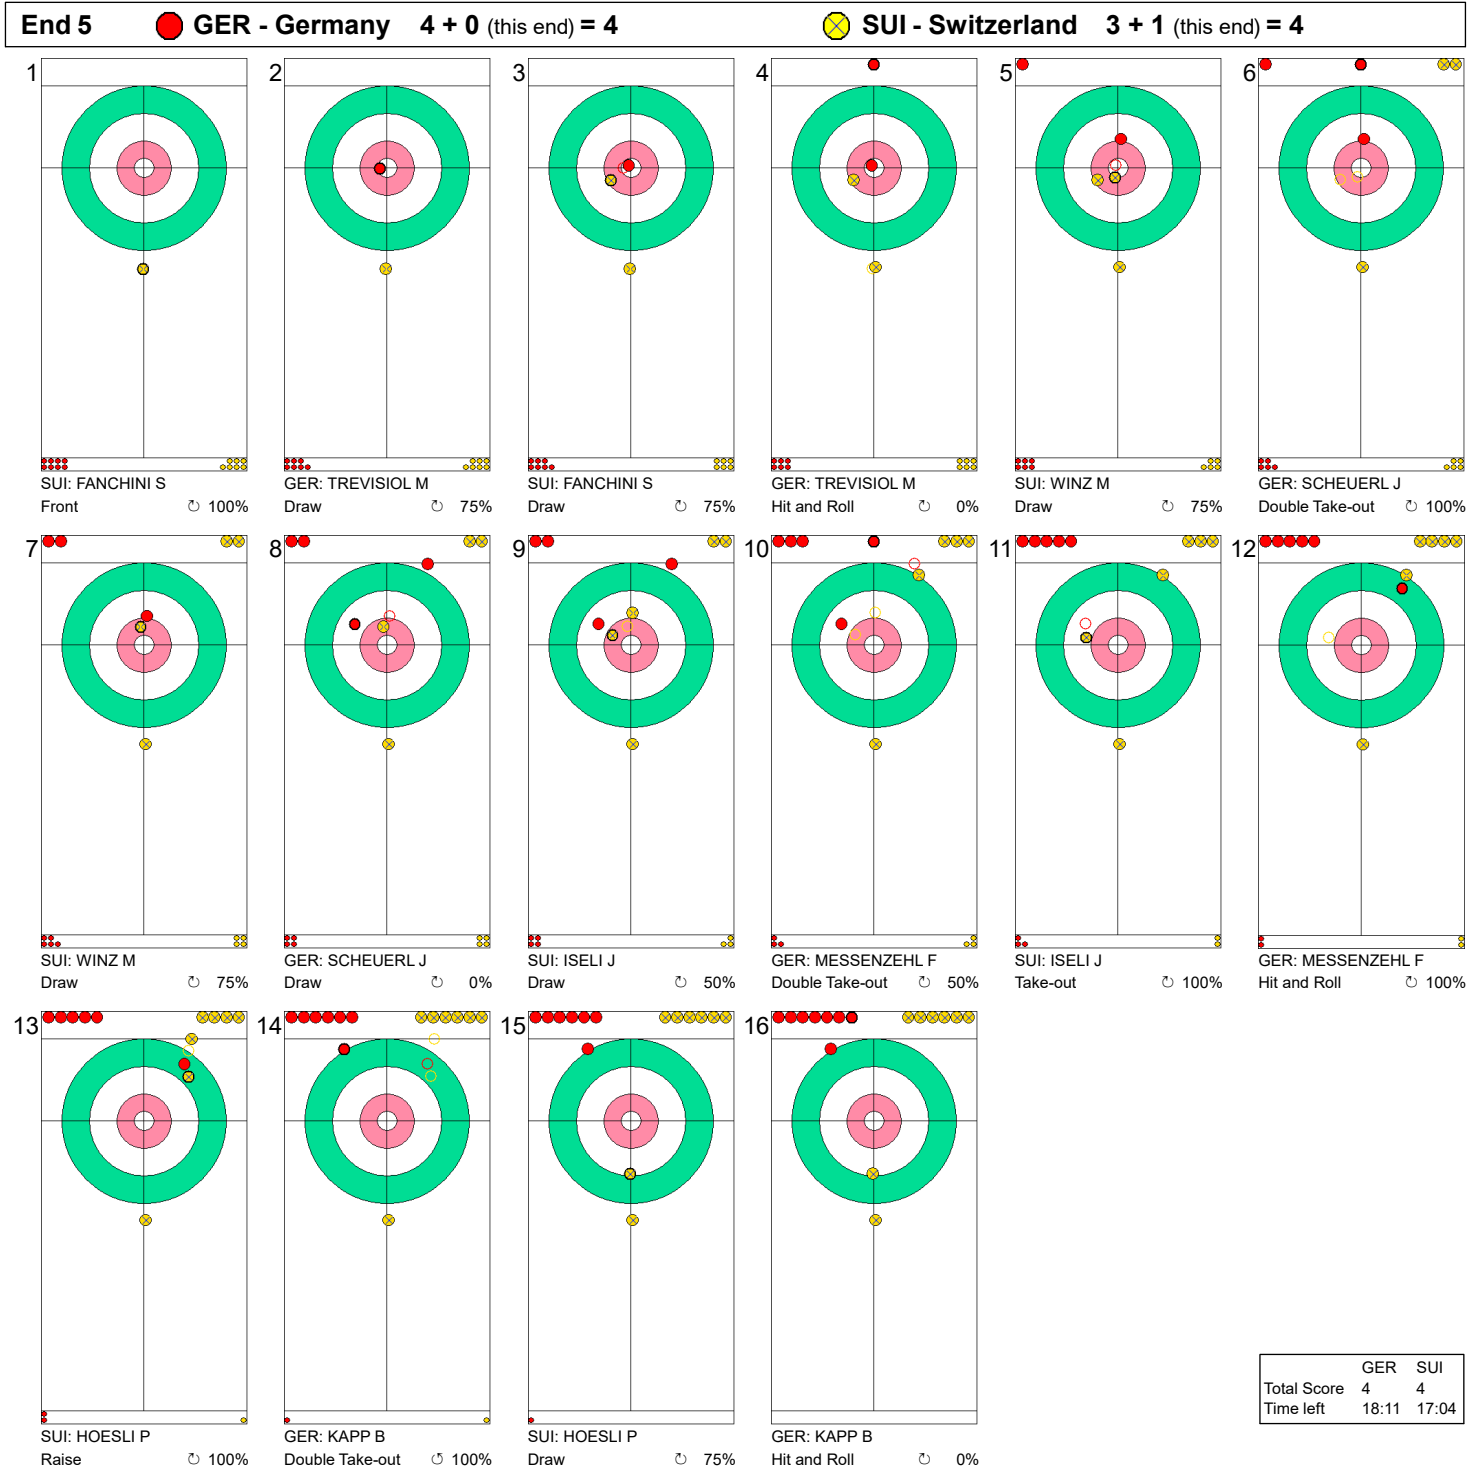 End 5 GER - Germany 4 + 0 (this end) = 4 SUI - Switzerland 3 + 1 (this end) = 4
1 2 3 4 5 6
SUI: FANCHINI S GER: TREVISIOL M SUI: FANCHINI S GER: TREVISIOL M SUI: WINZ M GER: SCHEUERL J
Front ↻ 100% Draw ↻ 75% Draw ↻ 75% Hit and Roll ↻ 0% Draw ↻ 75% Double Take-out ↻ 100%
7 8 9 10 11 12
SUI: WINZ M GER: SCHEUERL J SUI: ISELI J GER: MESSENZEHL F SUI: ISELI J GER: MESSENZEHL F
Draw ↻ 75% Draw ↻ 0% Draw ↻ 50% Double Take-out ↻ 50% Take-out ↻ 100% Hit and Roll ↻ 100%
13 14 15 16
GER SUI
Total Score 4 4
Time left 18:11 17:04
SUI: HOESLI P GER: KAPP B SUI: HOESLI P GER: KAPP B
Raise ↻ 100% Double Take-out ↻ 100% Draw ↻ 75% Hit and Roll ↻ 0%